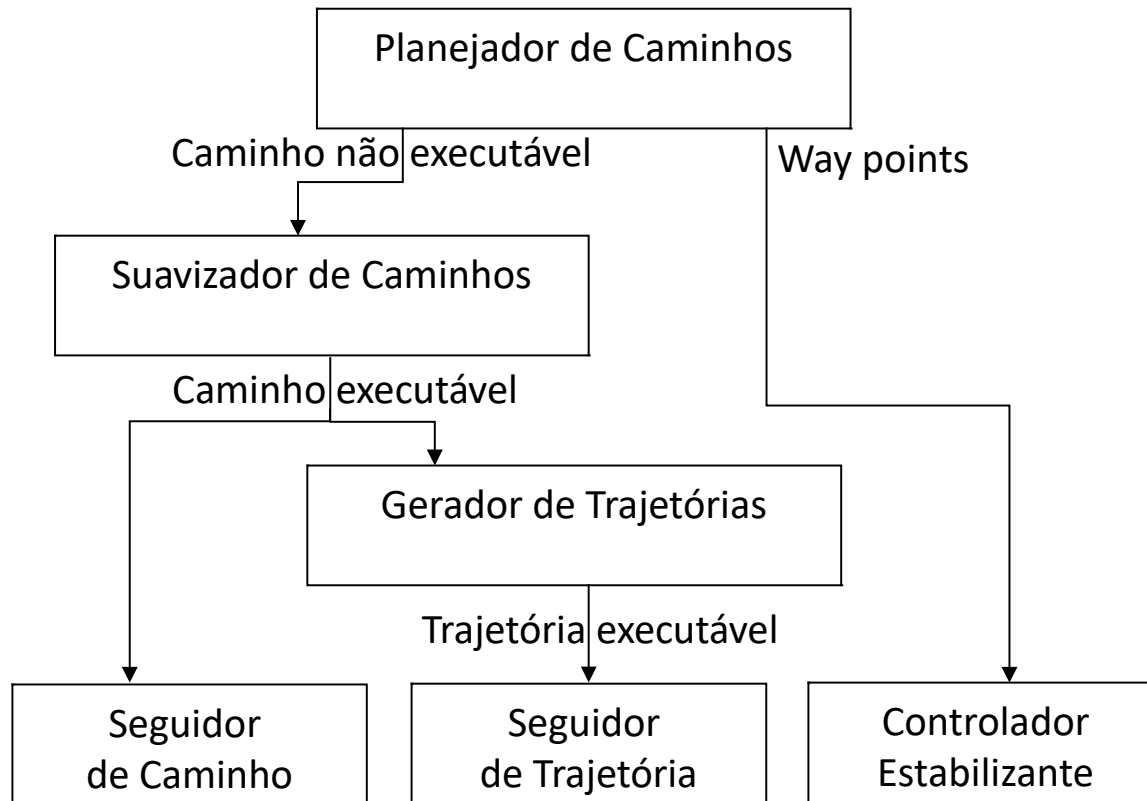 Planejador de Caminhos
Caminho não executável
Way points
Suavizador de Caminhos
Caminho executável
Gerador de Trajetórias
Trajetória executável
Seguidor
de Caminho
Seguidor
de Trajetória
Controlador
Estabilizante